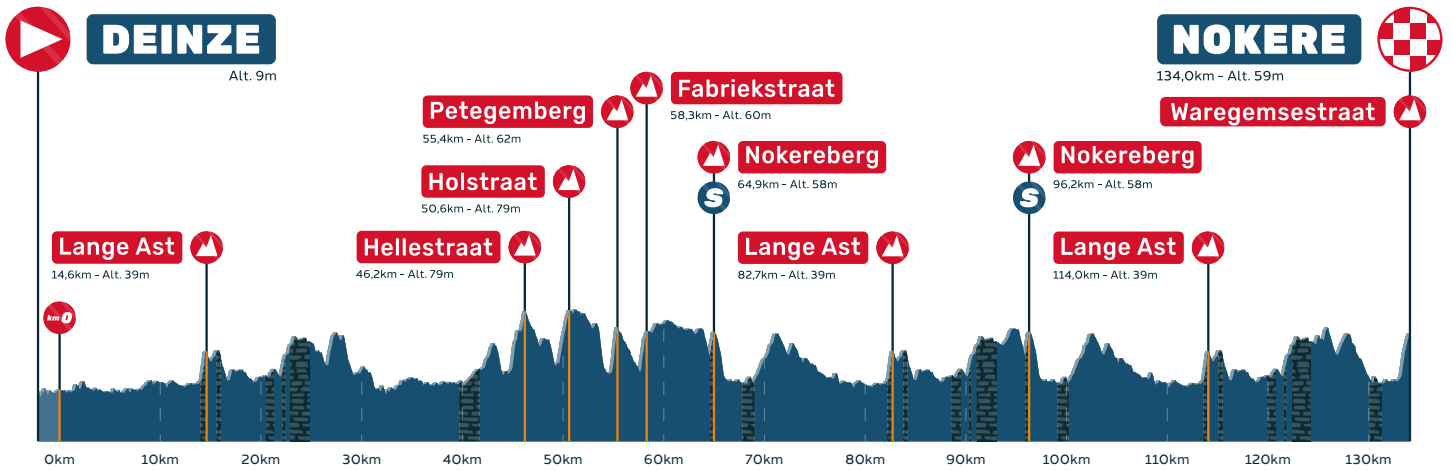 DEINZE
Alt. 9m
NOKERE
134,0km - Alt. 59m
Waregemsestraat
Fabriekstraat
58,3km - Alt. 60m
Petegemberg
55,4km - Alt. 62m
Nokereberg
64,9km - Alt. 58m
S
Nokereberg
96,2km - Alt. 58m
S
Holstraat
50,6km - Alt. 79m
Lange Ast
14,6km - Alt. 39m
Hellestraat
46,2km - Alt. 79m
Lange Ast
82,7km - Alt. 39m
Lange Ast
114,0km - Alt. 39m
km 0
0km 10km 20km 30km 40km 50km 60km 70km 80km 90km 100km 110km 120km 130km